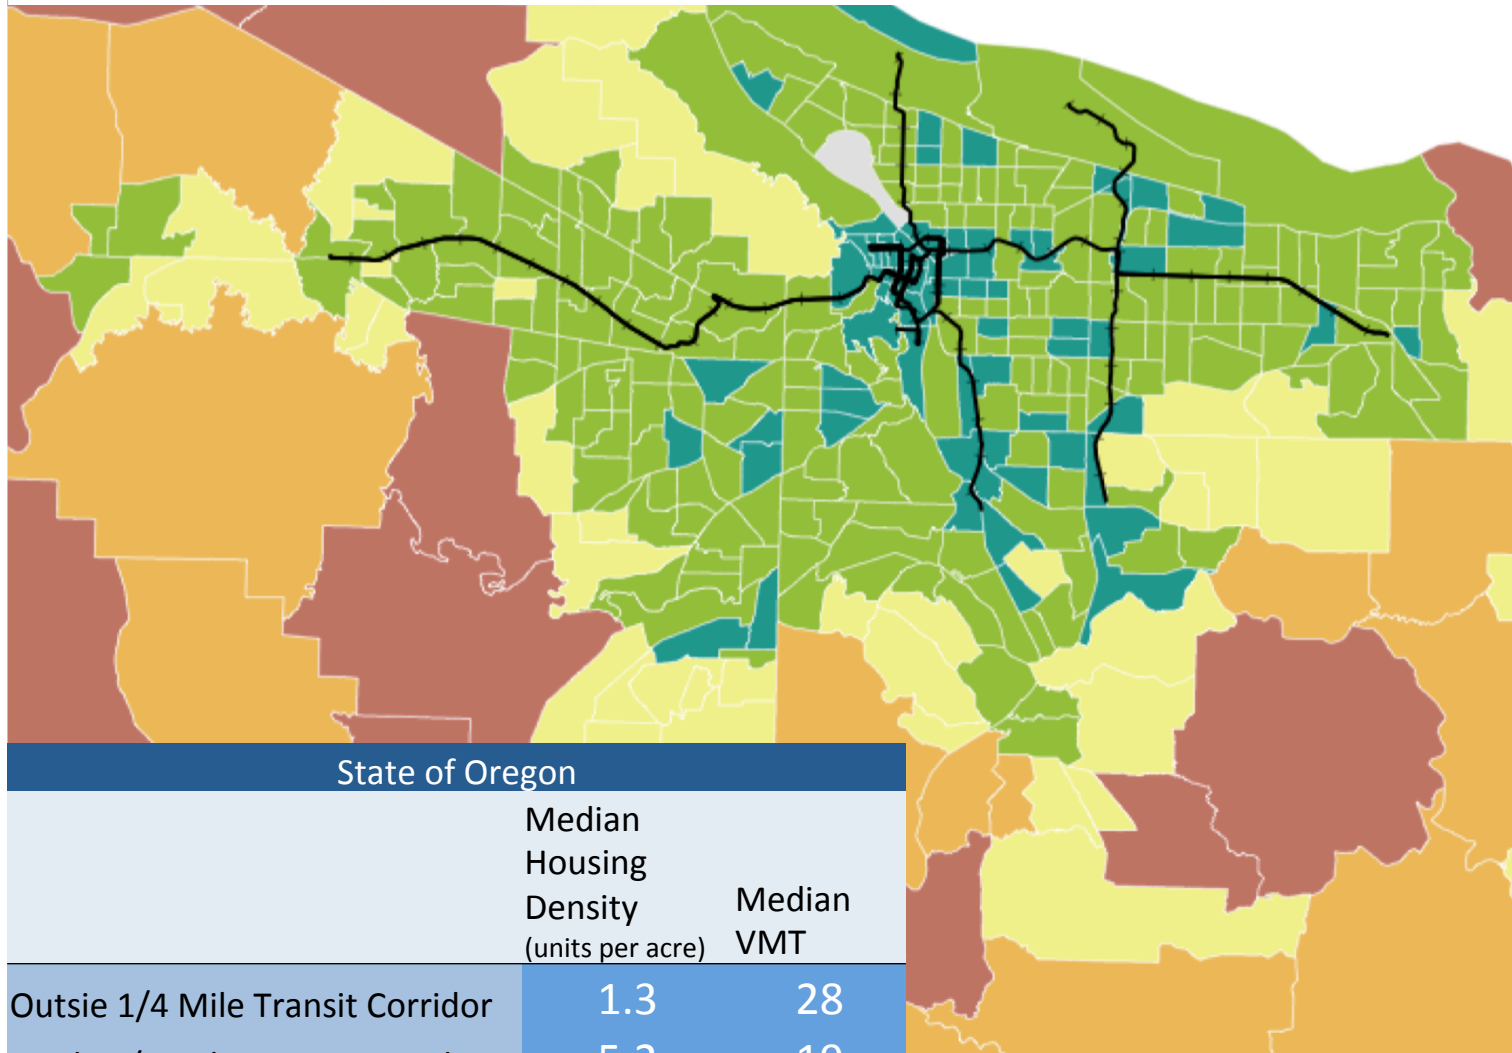 State of Oregon
Median
Housing
Density
(units per acre)
Median
VMT
Outsie 1/4 Mile Transit Corridor 1.3 28